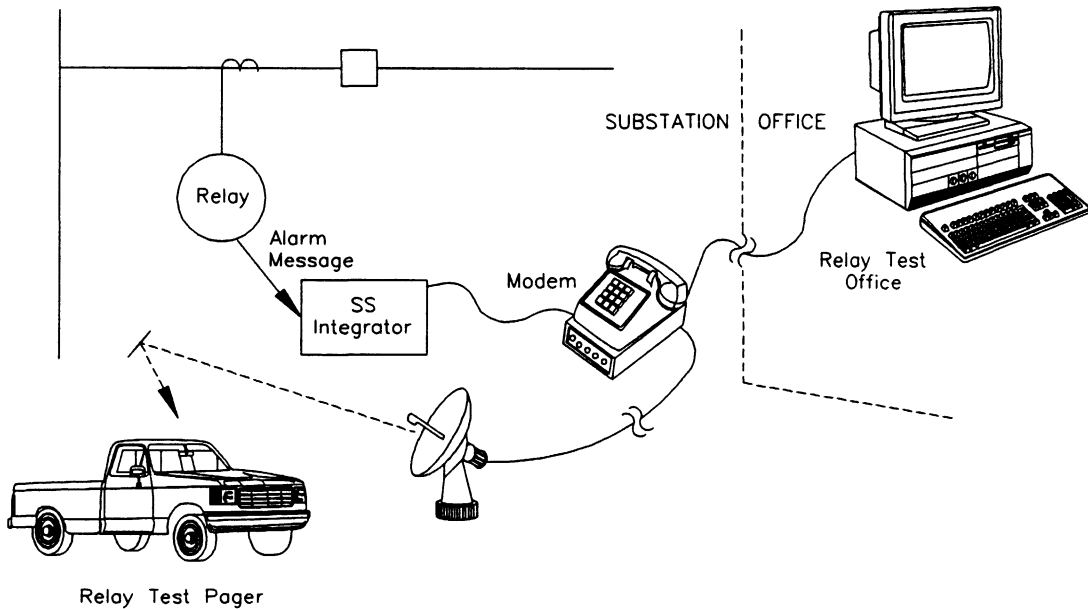 SUBSTATION
OFFICE
Relay
Alarm
Message
SS
Integrator
Modem
Relay Test
Office
Relay Test Pager